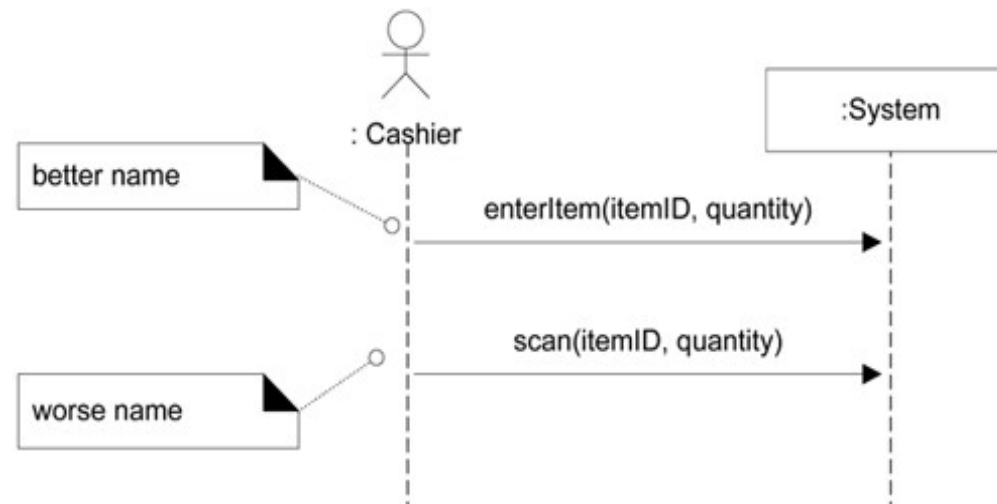 : Cashier
:System
better name
enterItem(itemID, quantity)
scan(itemID, quantity)
worse name